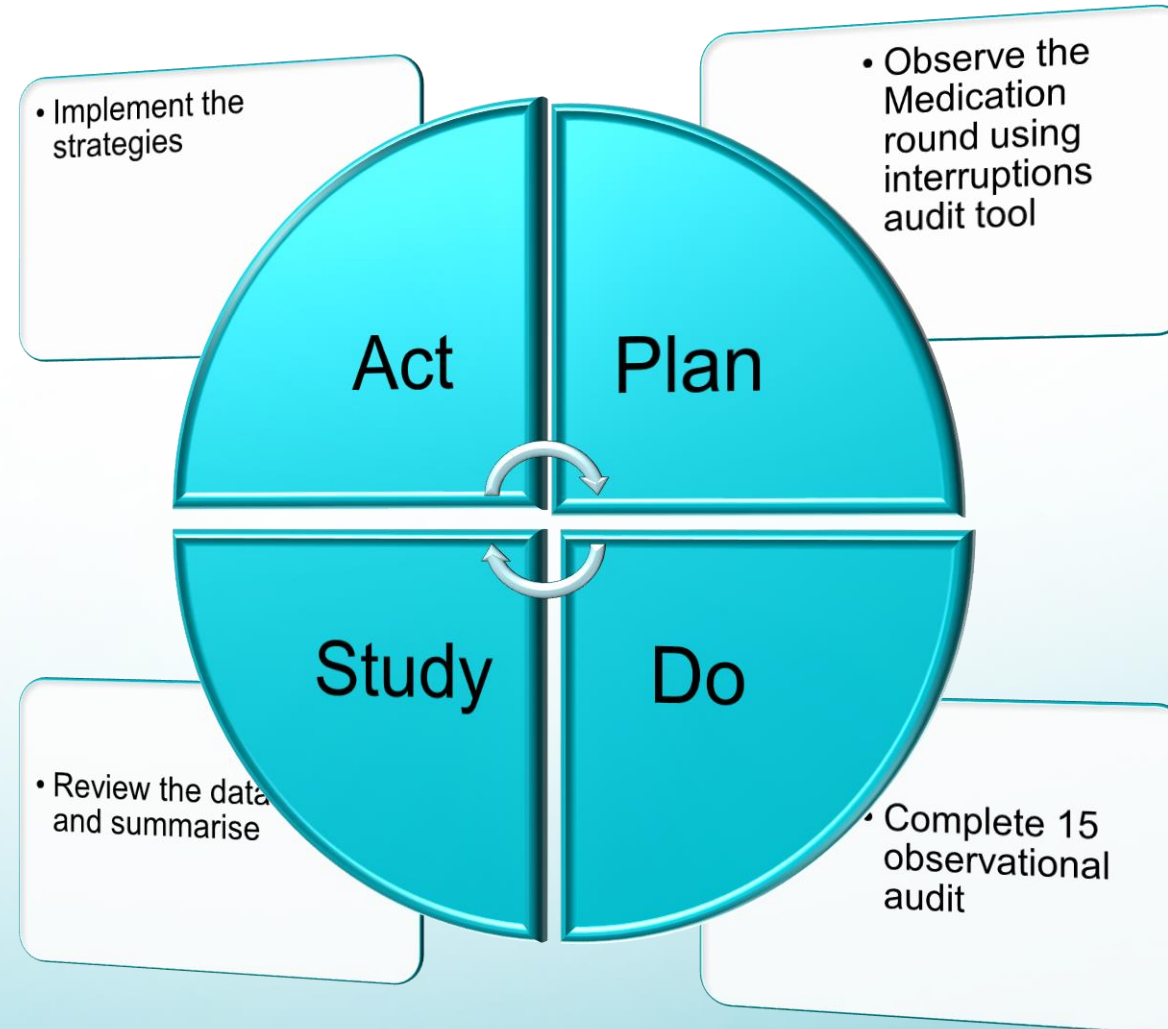 • Implement the
strategies
• Observe the
Medication
round using
interruptions
audit tool
Act
Plan
Study
Do
• Review the data
and summarise
• Complete 15
observational
audit